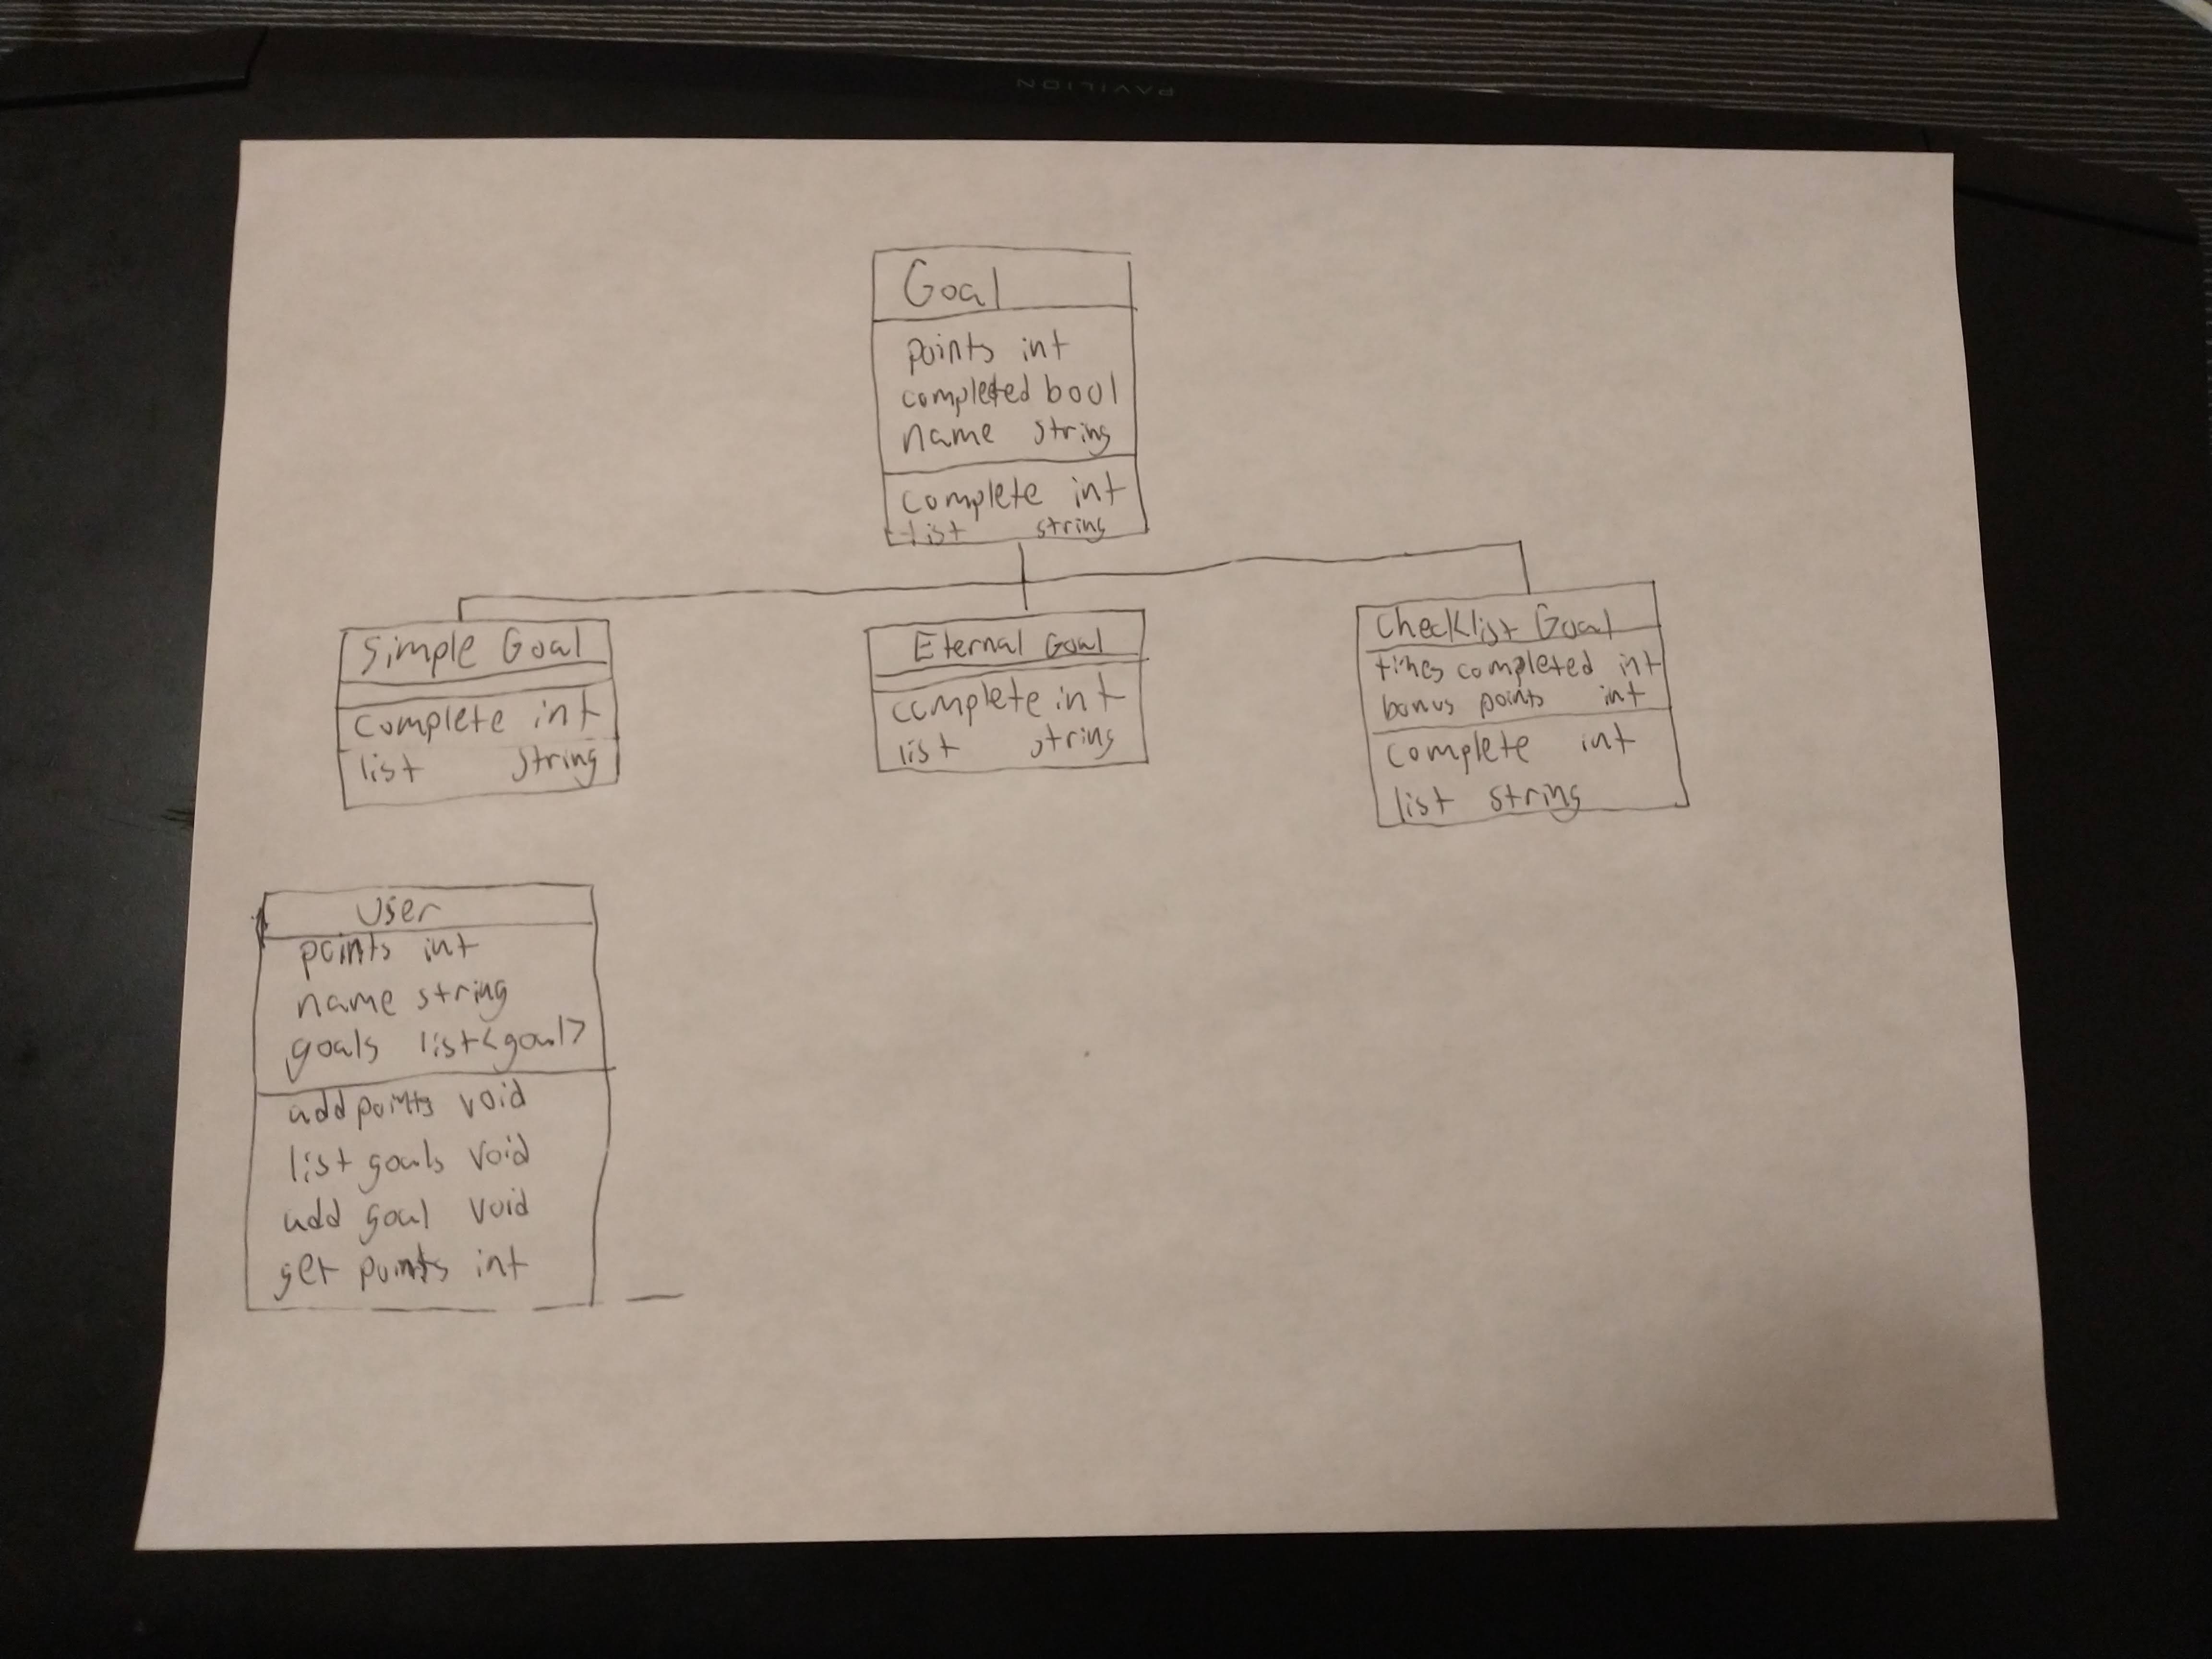 PAVILION
Goal
points int
completed bool
name string
complete int
list string
Simple Goal
complete int
list string
Eternal Goal
complete int
list string
Checklist Goal
times completed int
bonus points int
complete int
list string
User
points int
name string
goals list<goal>
add points void
list goals void
add goal void
get points int